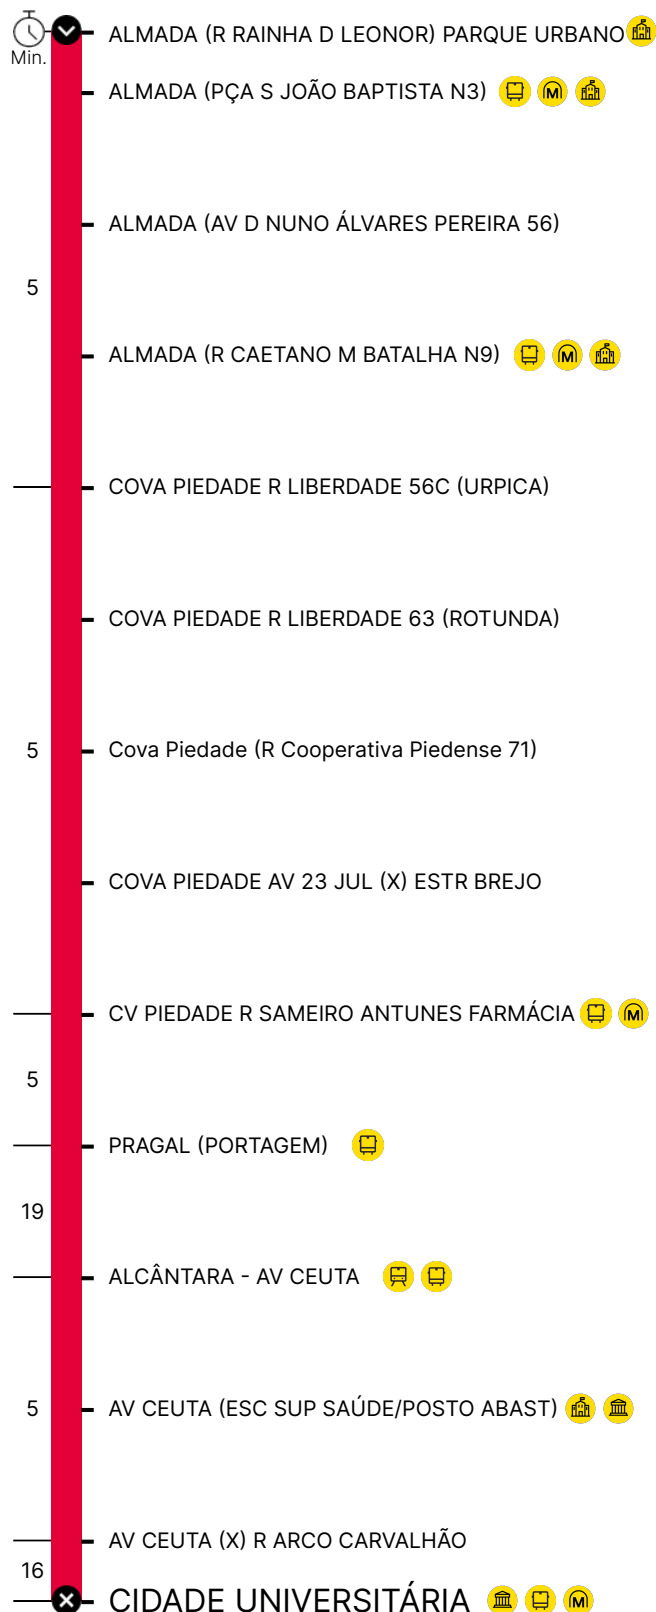 ALMADA (R RAINHA D LEONOR) PARQUE URBANO
Min.
ALMADA (PÇA S JOÃO BAPTISTA N3) M
ALMADA (AV D NUNO ÁLVARES PEREIRA 56)
5
ALMADA (R CAETANO M BATALHA N9) M
COVA PIEDADE R LIBERDADE 56C (URPICA)
COVA PIEDADE R LIBERDADE 63 (ROTUNDA)
5 Cova Piedade (R Cooperativa Piedense 71)
COVA PIEDADE AV 23 JUL (X) ESTR BREJO
CV PIEDADE R SAMEIRO ANTUNES FARMÁCIA M
5
PRAGAL (PORTAGEM)
19
ALCÂNTARA - AV CEUTA
5 AV CEUTA (ESC SUP SAÚDE/POSTO ABAST)
AV CEUTA (X) R ARCO CARVALHÃO
16
CIDADE UNIVERSITÁRIA M